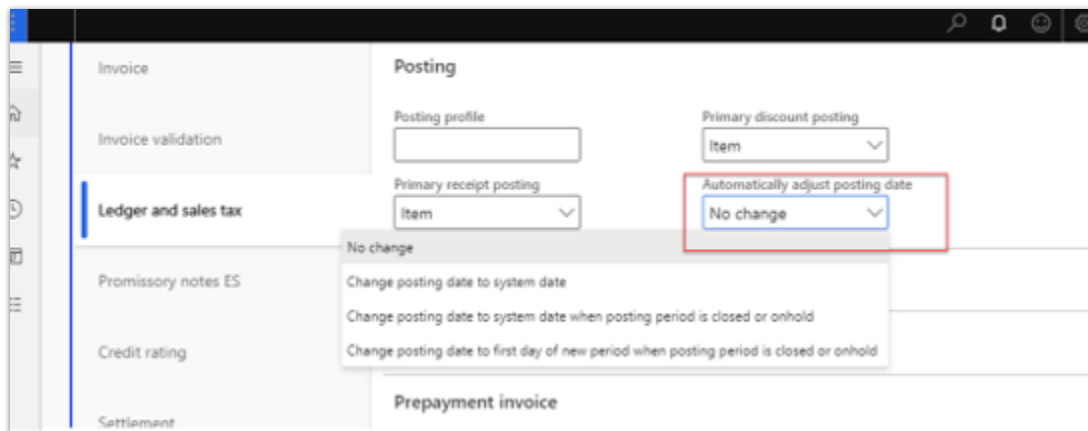 Invoice
Invoice validation
Ledger and sales tax
Promissory notes ES
Credit rating
Settlement
Posting
Posting profile
Primary discount posting
Item
Primary receipt posting
Automatically adjust posting date
Item
No change
No change
Change posting date to system date
Change posting date to system date when posting period is closed or onhold
Change posting date to first day of new period when posting period is closed or onhold
Prepayment invoice